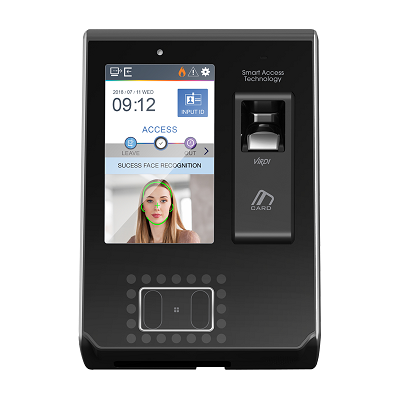 Smart Access
Technology
2018 / 07 / 11 WED
09:12
INPUT ID
ACCESS
LEAVE
OUT
SUCESS FACE RECOGNITION
ViRDI
CARD